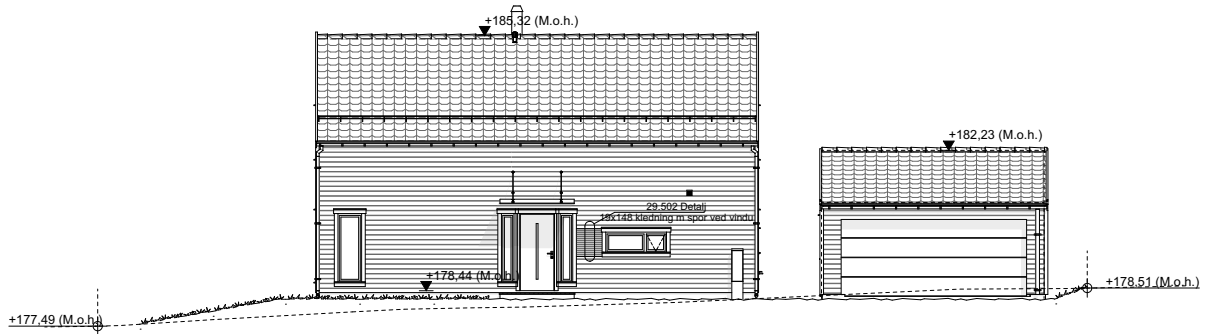 +185,32 (M.o.h.)
+182,23 (M.o.h.)
29.502 Detalj
19x148 kledning m spor ved vindu
+178,44 (M.o.h.)
+178.51 (M.o.h.)
+177,49 (M.o.h.)